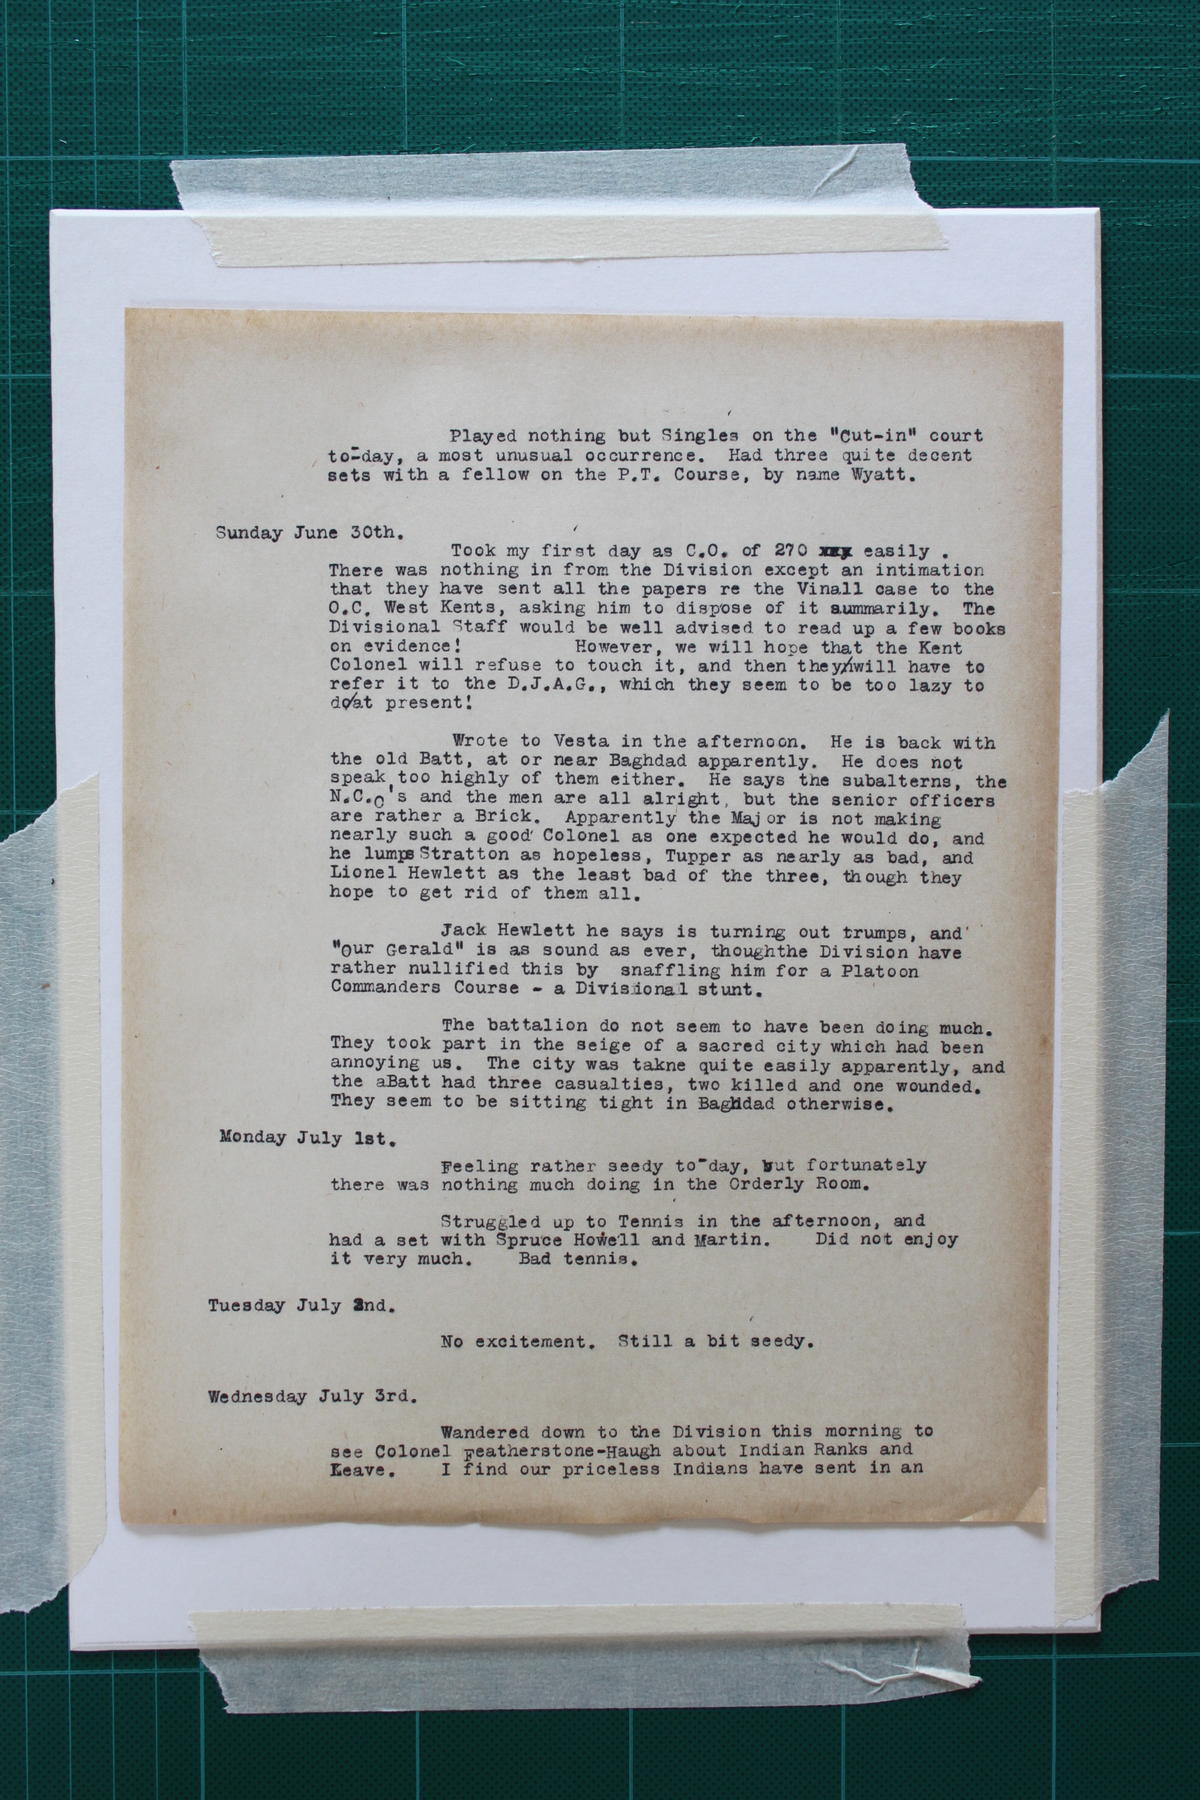 Played nothing but Singles on the "Cut-in" court
to-day, a most unusual occurrence.  Had three quite decent
sets with a fellow on the P.T. Course, by name Wyatt.
Sunday June 30th.
Took my first day as C.O. of 270 xxx easily .
There was nothing in from the Division except an intimation
that they have sent all the papers re the Vinall case to the
O.C. West Kents, asking him to dispose of it summarily.  The
Divisional Staff would be well advised to read up a few books
on evidence!          However, we will hope that the Kent
Colonel will refuse to touch it, and then they/will have to
refer it to the D.J.A.G., which they seem to be too lazy to
do/at present!
Wrote to Vesta in the afternoon.  He is back with
the old Batt, at or near Baghdad apparently.  He does not
speak too highly of them either.  He says the subalterns, the
N.C.O's and the men are all alright, but the senior officers
are rather a Brick.  Apparently the Major is not making
nearly such a good Colonel as one expected he would do, and
he lumps Stratton as hopeless, Tupper as nearly as bad, and
Lionel Hewlett as the least bad of the three, though they
hope to get rid of them all.
Jack Hewlett he says is turning out trumps, and
"Our Gerald" is as sound as ever, thoughthe Division have
rather nullified this by  snaffling him for a Platoon
Commanders Course - a Divisional stunt.
The battalion do not seem to have been doing much.
They took part in the seige of a sacred city which had been
annoying us.  The city was takne quite easily apparently, and
the aBatt had three casualties, two killed and one wounded.
They seem to be sitting tight in Baghdad otherwise.
Monday July 1st.
Feeling rather seedy to-day, but fortunately
there was nothing much doing in the Orderly Room.
Struggled up to Tennis in the afternoon, and
had a set with Spruce Howell and Martin.    Did not enjoy
it very much.    Bad tennis.
Tuesday July 2nd.
No excitement.  Still a bit seedy.
Wednesday July 3rd.
Wandered down to the Division this morning to
see Colonel Featherstone-Haugh about Indian Ranks and
Leave.    I find our priceless Indians have sent in an